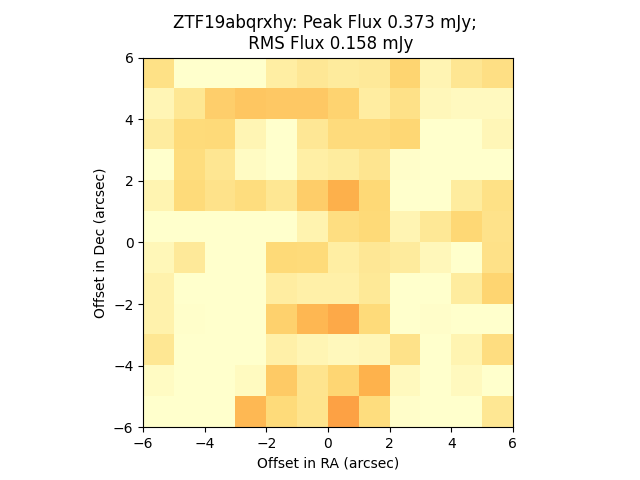 ZTF19abqrxhy: Peak Flux 0.373 mJy;
RMS Flux 0.158 mJy
6
4
2
0
−2
−4
−6
Offset in Dec (arcsec)
−6 −4 −2 0 2 4 6
Offset in RA (arcsec)